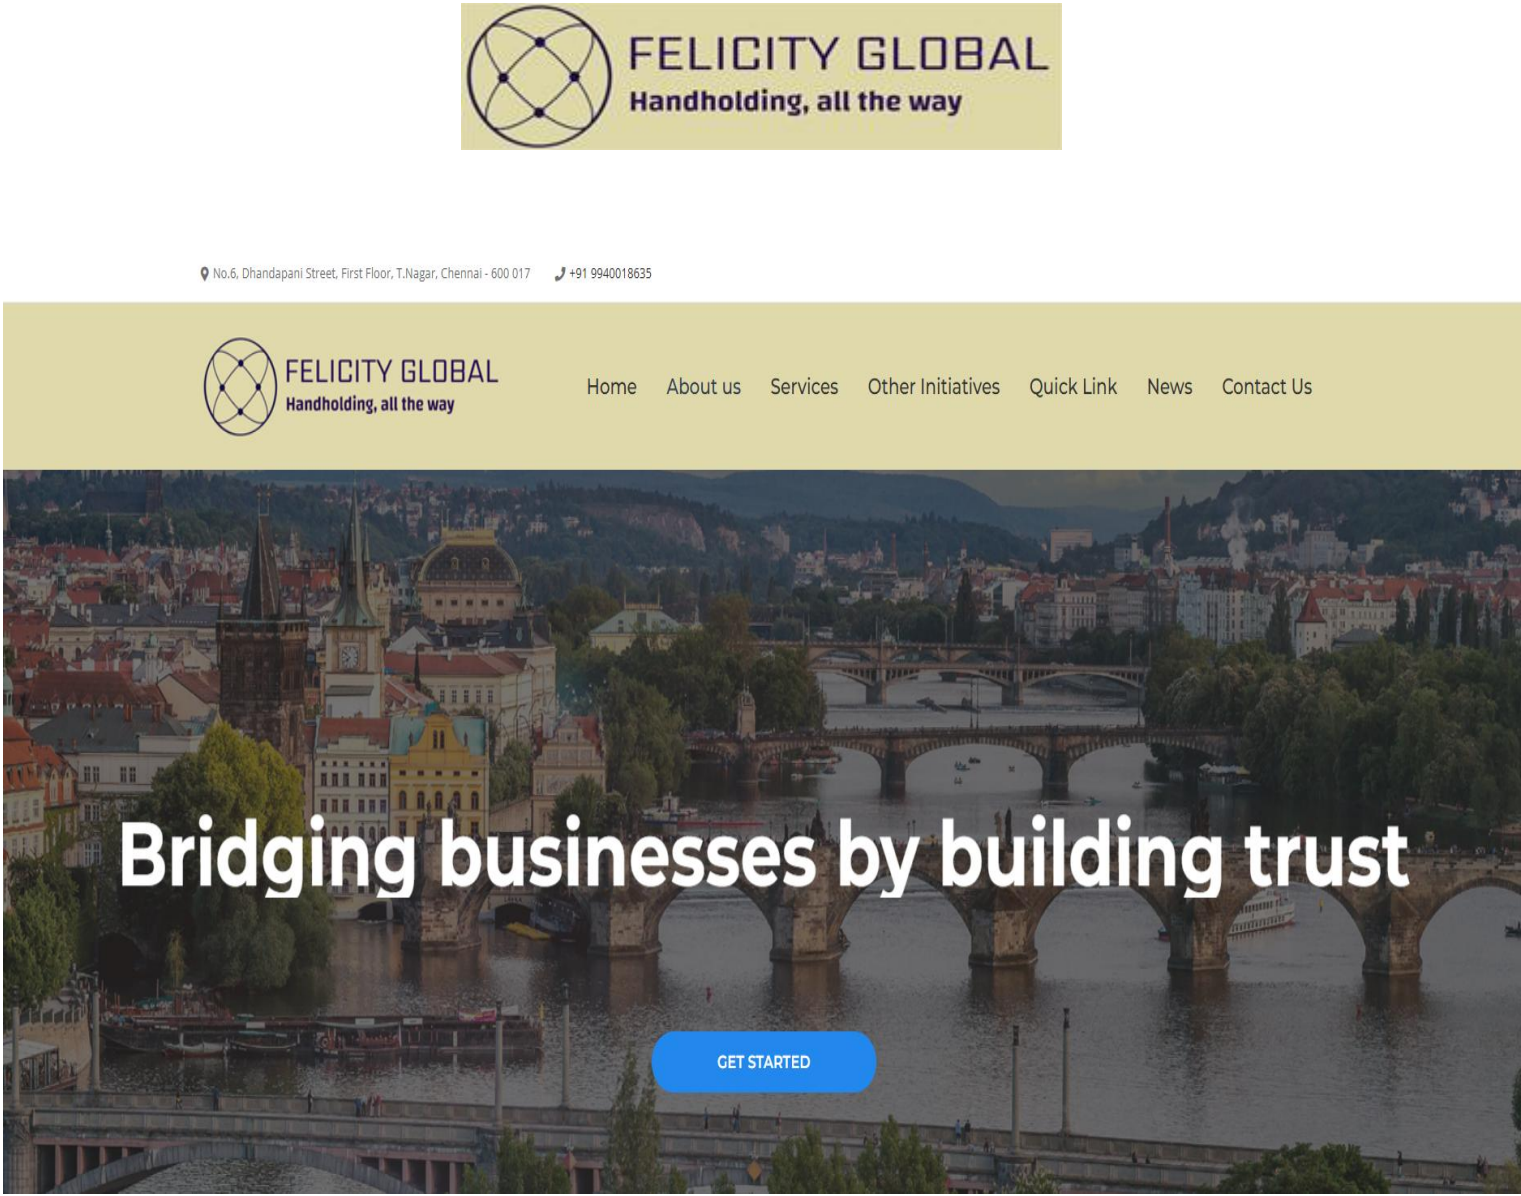 FELICITY GLOBAL
Handholding, all the way
No.6, Dhandapani Street, First Floor, T.Nagar, Chennai - 600 017 +91 9940018635
FELICITY GLOBAL
Handholding, all the way
Home About us Services Other Initiatives Quick Link News Contact Us
Bridging businesses by building trust
GET STARTED